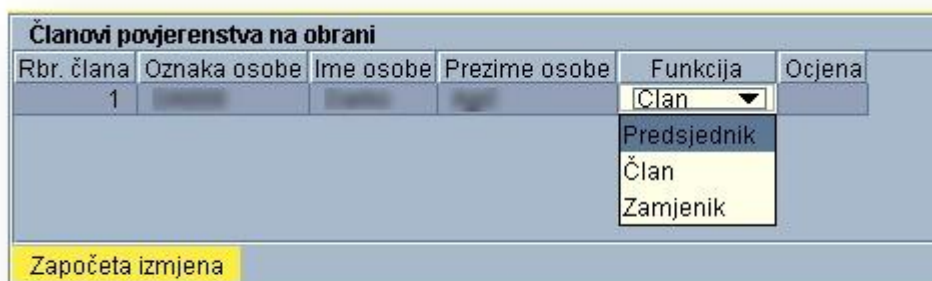 Članovi povjerenstva na obrani
Rbr. člana Oznaka osobe Ime osobe Prezime osobe Funkcija Ocjena
1 Član
Predsjednik
Član
Zamjenik
Započeta izmjena